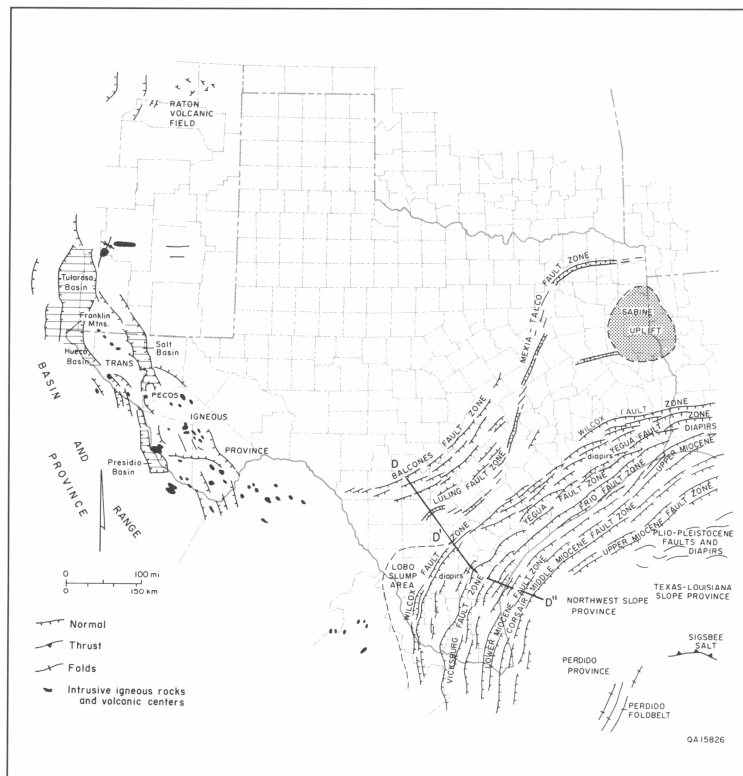 RATON
VOLCANIC
FIELD
Tularosa
Basin
Franklin
Mtns.
Hueco
Basin
Salt
Basin
TRANS
PECOS
IGNEOUS
PROVINCE
Presidio
Basin
BASIN
AND
RANGE
PROVINCE
MEXIA-TALCO FAULT ZONE
SABINE
UPLIFT
BALCONES FAULT ZONE
LULING FAULT ZONE
WILCOX FAULT ZONE
YEGUA FAULT ZONE
DIAPIRS
diapirs
YEGUA FAULT ZONE
FRIO FAULT ZONE
UPPER MIOCENE
D
D'
D"
LOBO
SLUMP
AREA
WILCOX FAULT ZONE
diapirs
VICKSBURG FAULT ZONE
LOWER MIOCENE FAULT ZONE
CORSAIR MIDDLE MIOCENE FAULT ZONE
UPPER MIOCENE FAULT ZONE
PLIO-PLEISTOCENE
FAULTS AND
DIAPIRS
NORTHWEST SLOPE
PROVINCE
TEXAS-LOUISIANA
SLOPE PROVINCE
SIGSBEE
SALT
PERDIDO
PROVINCE
PERDIDO
FOLDBELT
0 100 mi
0 150 km
Normal
Thrust
Folds
Intrusive igneous rocks
and volcanic centers
QA15826